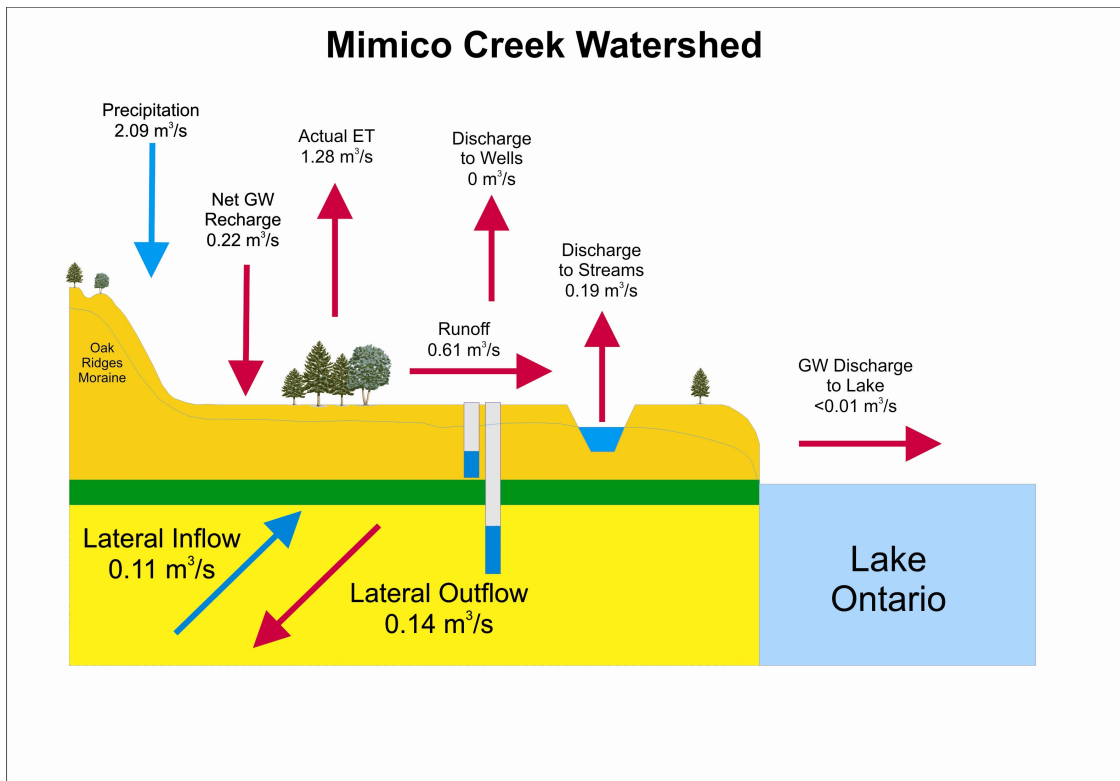 Mimico Creek Watershed
Precipitation
2.09 m³/s
Net GW
Recharge
0.22 m³/s
Actual ET
1.28 m³/s
Discharge
to Wells
0 m³/s
Discharge
to Streams
0.19 m³/s
Runoff
0.61 m³/s
GW Discharge
to Lake
<0.01 m³/s
Oak
Ridges
Moraine
Lateral Inflow
0.11 m³/s
Lateral Outflow
0.14 m³/s
Lake
Ontario